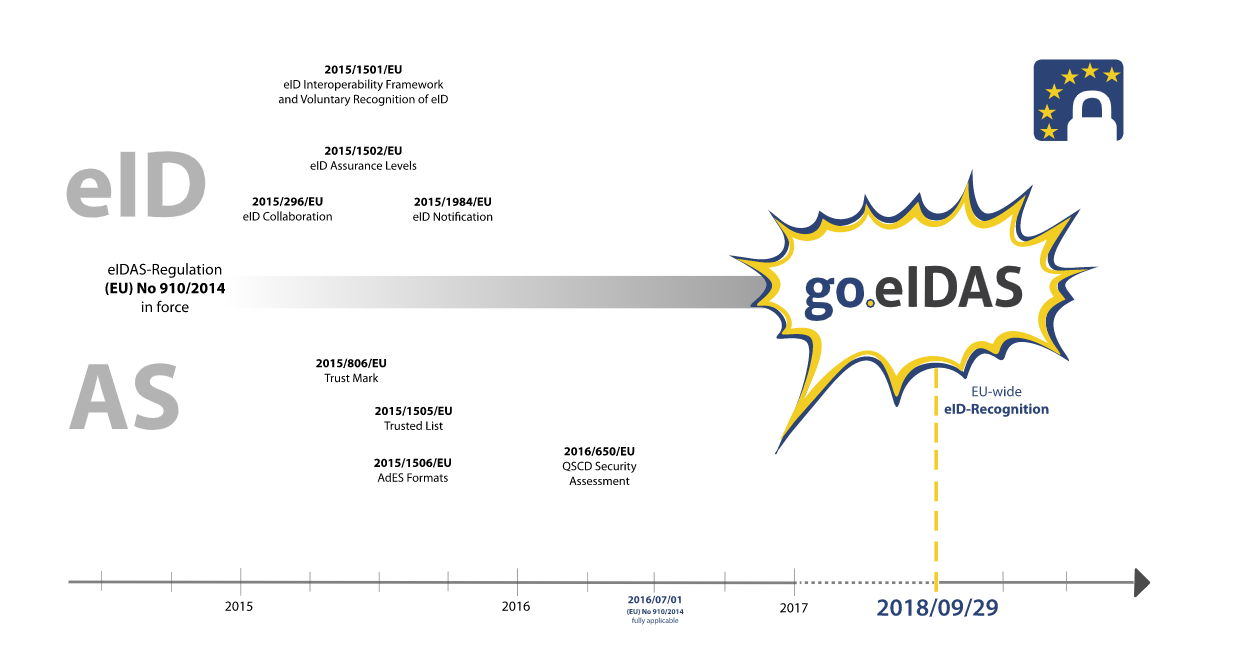 2015/1501/EU
eID Interoperability Framework
and Voluntary Recognition of eID
eID
2015/1502/EU
eID Assurance Levels
2015/296/EU
eID Collaboration
2015/1984/EU
eID Notification
eIDAS-Regulation
(EU) No 910/2014
in force
go.eIDAS
AS
2015/806/EU
Trust Mark
2015/1505/EU
Trusted List
2015/1506/EU
AdES Formats
2016/650/EU
QSCD Security
Assessment
EU-wide
eID-Recognition
2015
2016
2016/07/01
(EU) No 910/2014
fully applicable
2017
2018/09/29